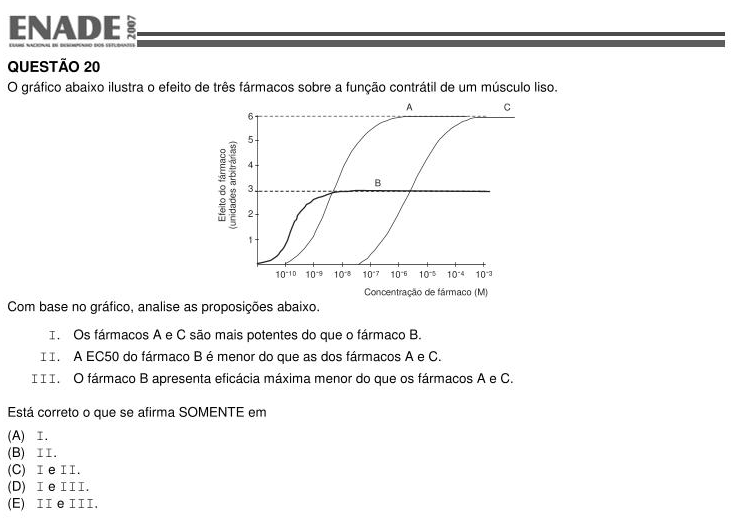 ENADE 2007
EXAME NACIONAL DE DESEMPENHO DOS ESTUDANTES
QUESTÃO 20
O gráfico abaixo ilustra o efeito de três fármacos sobre a função contrátil de um músculo liso.
A
C
B
6
5
4
3
2
1
Efeito do fármaco
(unidades arbitrárias)
10-10 10-9 10-8 10-7 10-6 10-5 10-4 10-3
Concentração de fármaco (M)
Com base no gráfico, analise as proposições abaixo.
I. Os fármacos A e C são mais potentes do que o fármaco B.
II. A EC50 do fármaco B é menor do que as dos fármacos A e C.
III. O fármaco B apresenta eficácia máxima menor do que os fármacos A e C.
Está correto o que se afirma SOMENTE em
(A) I.
(B) II.
(C) I e II.
(D) I e III.
(E) II e III.